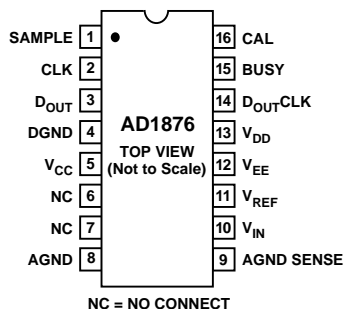 SAMPLE 1 16 CAL
CLK 2 15 BUSY
DOUT 3 14 DOUTCLK
DGND 4 AD1876 13 VDD
TOP VIEW
VCC 5 (Not to Scale) 12 VEE
NC 6 11 VREF
NC 7 10 VIN
AGND 8 9 AGND SENSE
NC = NO CONNECT